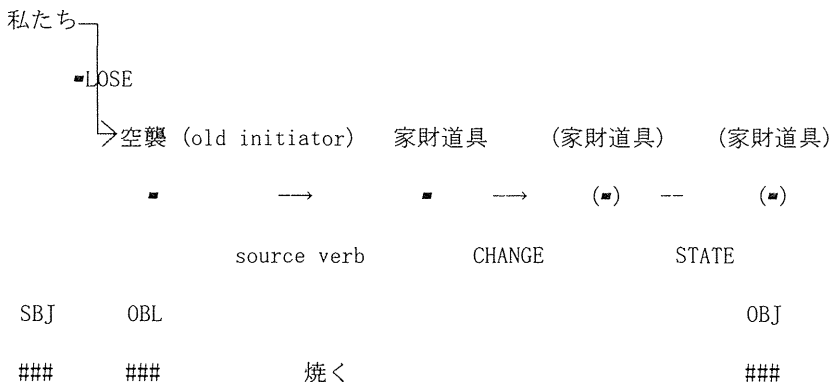 私たち
▪LOSE
空襲 (old initiator) 家財道具 (家財道具) (家財道具)
▪ ―→ ▪ ―→ (▪) -- (▪)
source verb CHANGE STATE
SBJ OBL OBJ
### ### 焼く ###